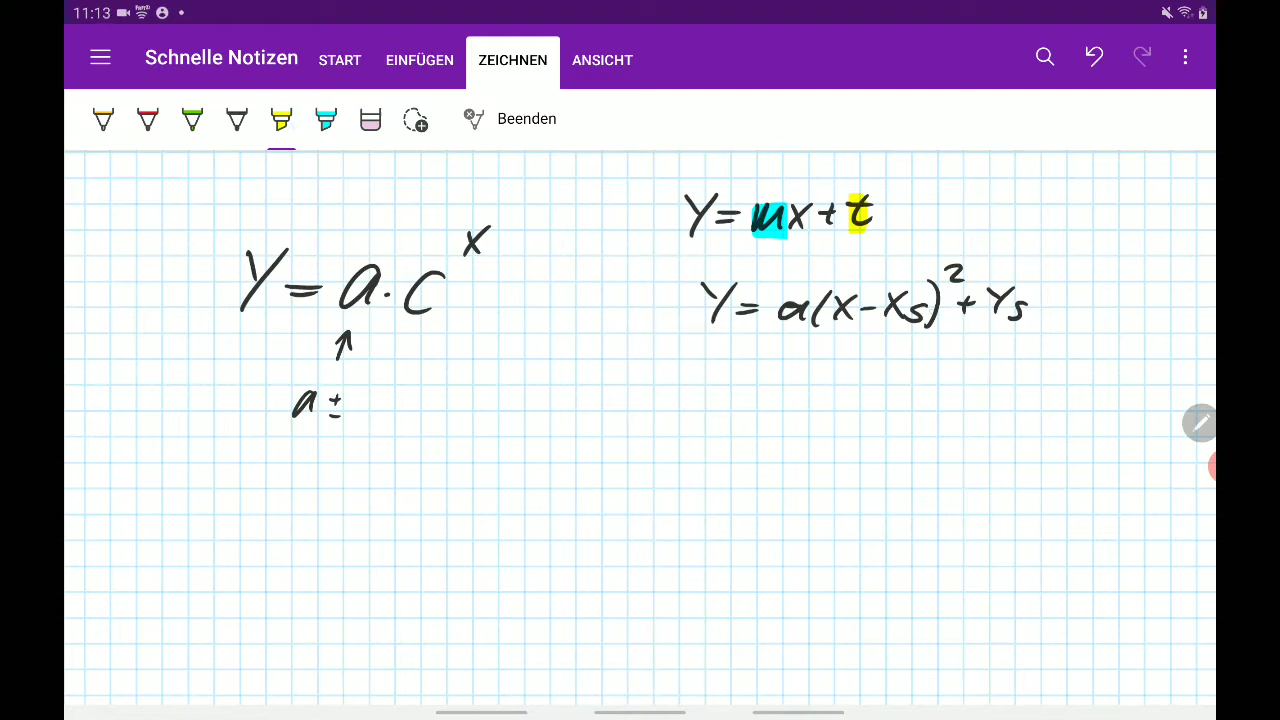 11:13
Schnelle Notizen START EINFÜGEN ZEICHNEN ANSICHT
Beenden
Y = a · c^x
↑
a ±
Y = mx + t
Y = a(x - xs)² + Ys